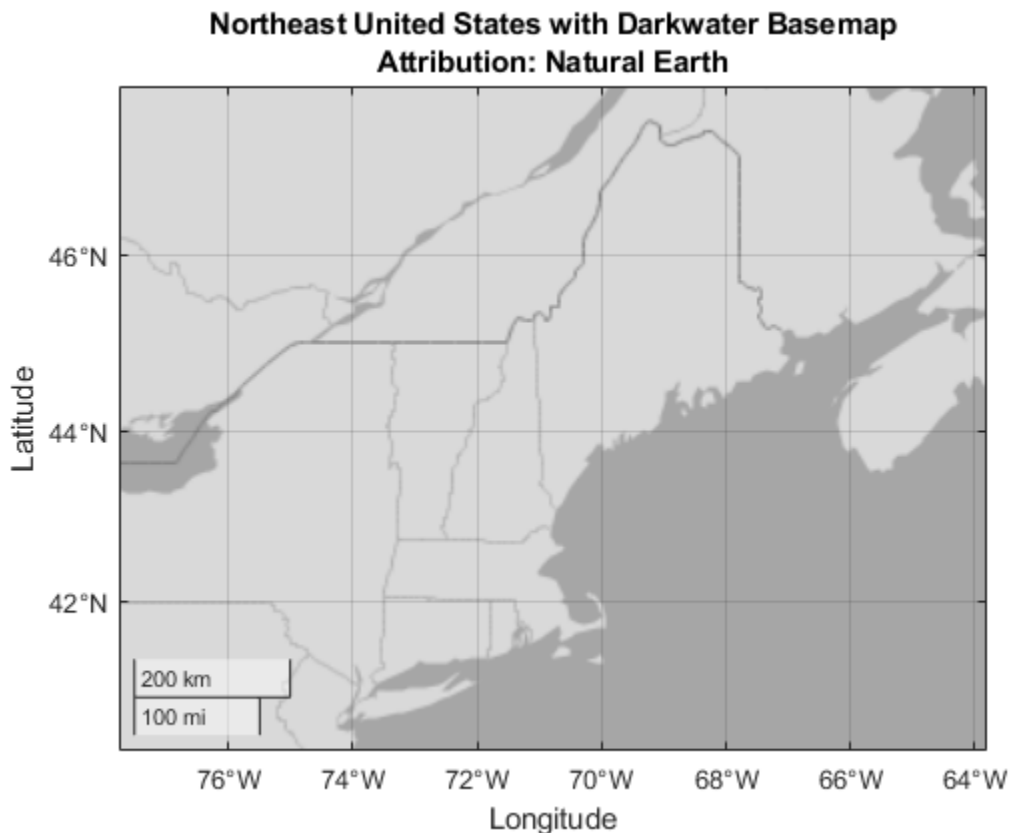 Northeast United States with Darkwater Basemap
Attribution: Natural Earth
46°N
44°N
42°N
Latitude
200 km
100 mi
76°W
74°W
72°W
70°W
68°W
66°W
64°W
Longitude